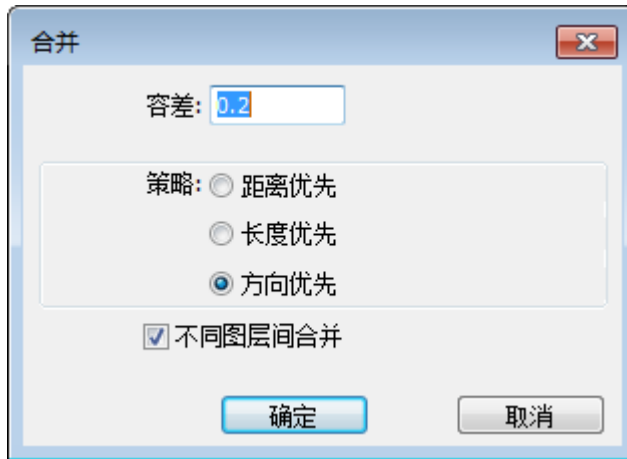 合并
容差: 0.2
策略: 距离优先
长度优先
方向优先
不同图层间合并
确定 取消